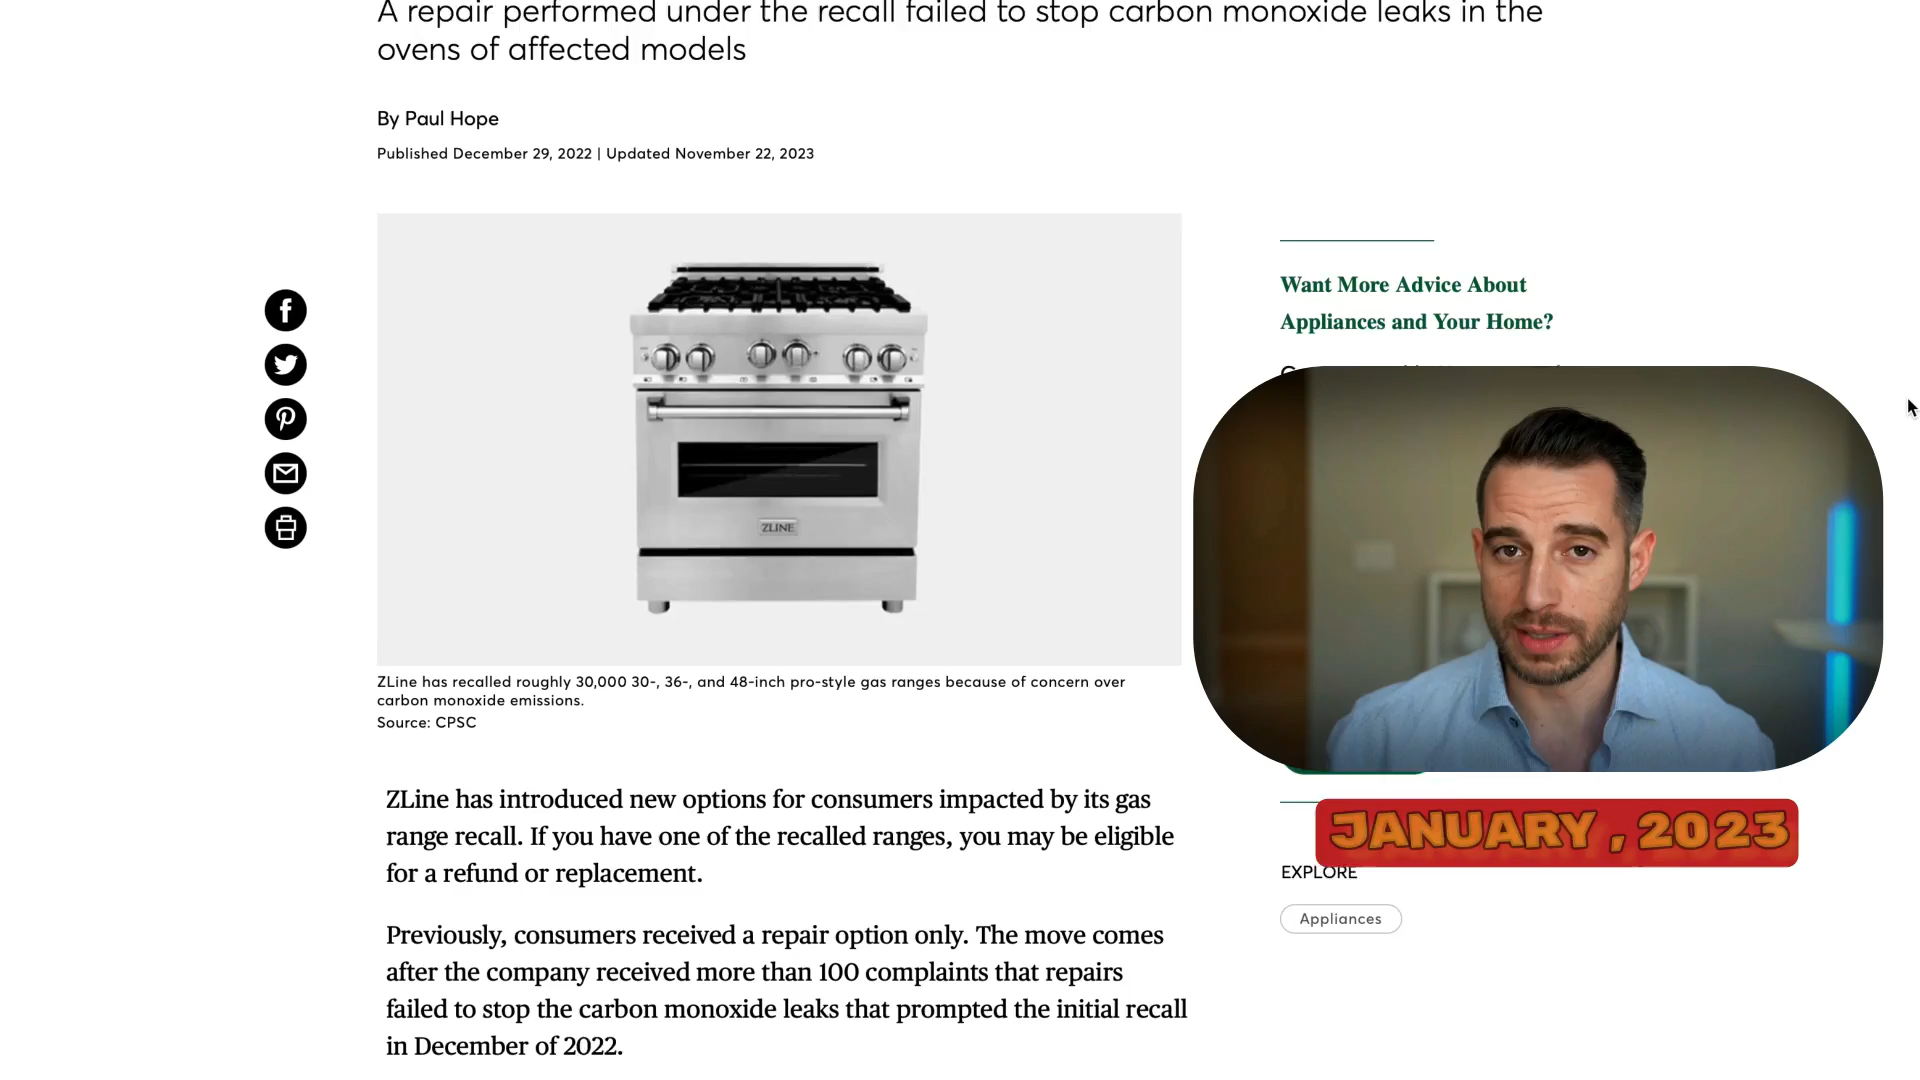 A repair performed under the recall failed to stop carbon monoxide leaks in the
ovens of affected models
By Paul Hope
Published December 29, 2022 | Updated November 22, 2023
ZLINE
ZLine has recalled roughly 30,000 30-, 36-, and 48-inch pro-style gas ranges because of concern over
carbon monoxide emissions.
Source: CPSC
ZLine has introduced new options for consumers impacted by its gas
range recall. If you have one of the recalled ranges, you may be eligible
for a refund or replacement.
Previously, consumers received a repair option only. The move comes
after the company received more than 100 complaints that repairs
failed to stop the carbon monoxide leaks that prompted the initial recall
in December of 2022.
Want More Advice About
Appliances and Your Home?
JANUARY , 2023
EXPLORE
Appliances